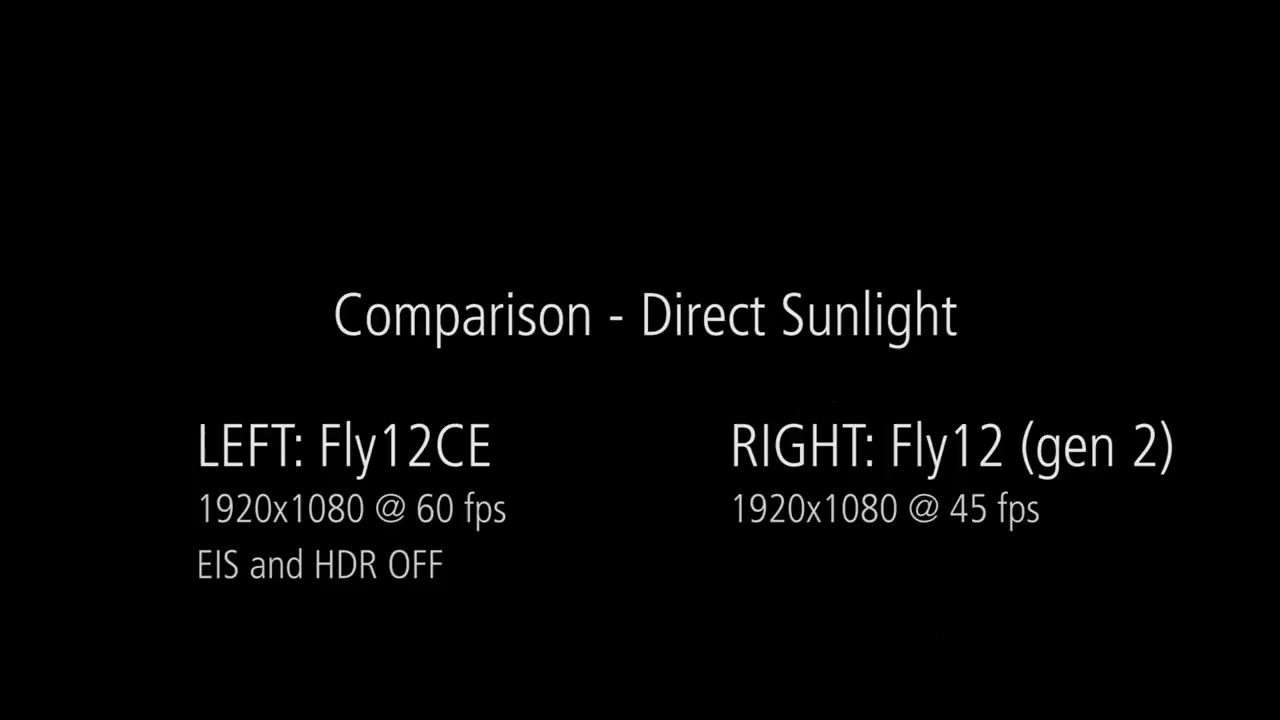 Comparison - Direct Sunlight
LEFT: Fly12CE
1920x1080 @ 60 fps
EIS and HDR OFF
RIGHT: Fly12 (gen 2)
1920x1080 @ 45 fps